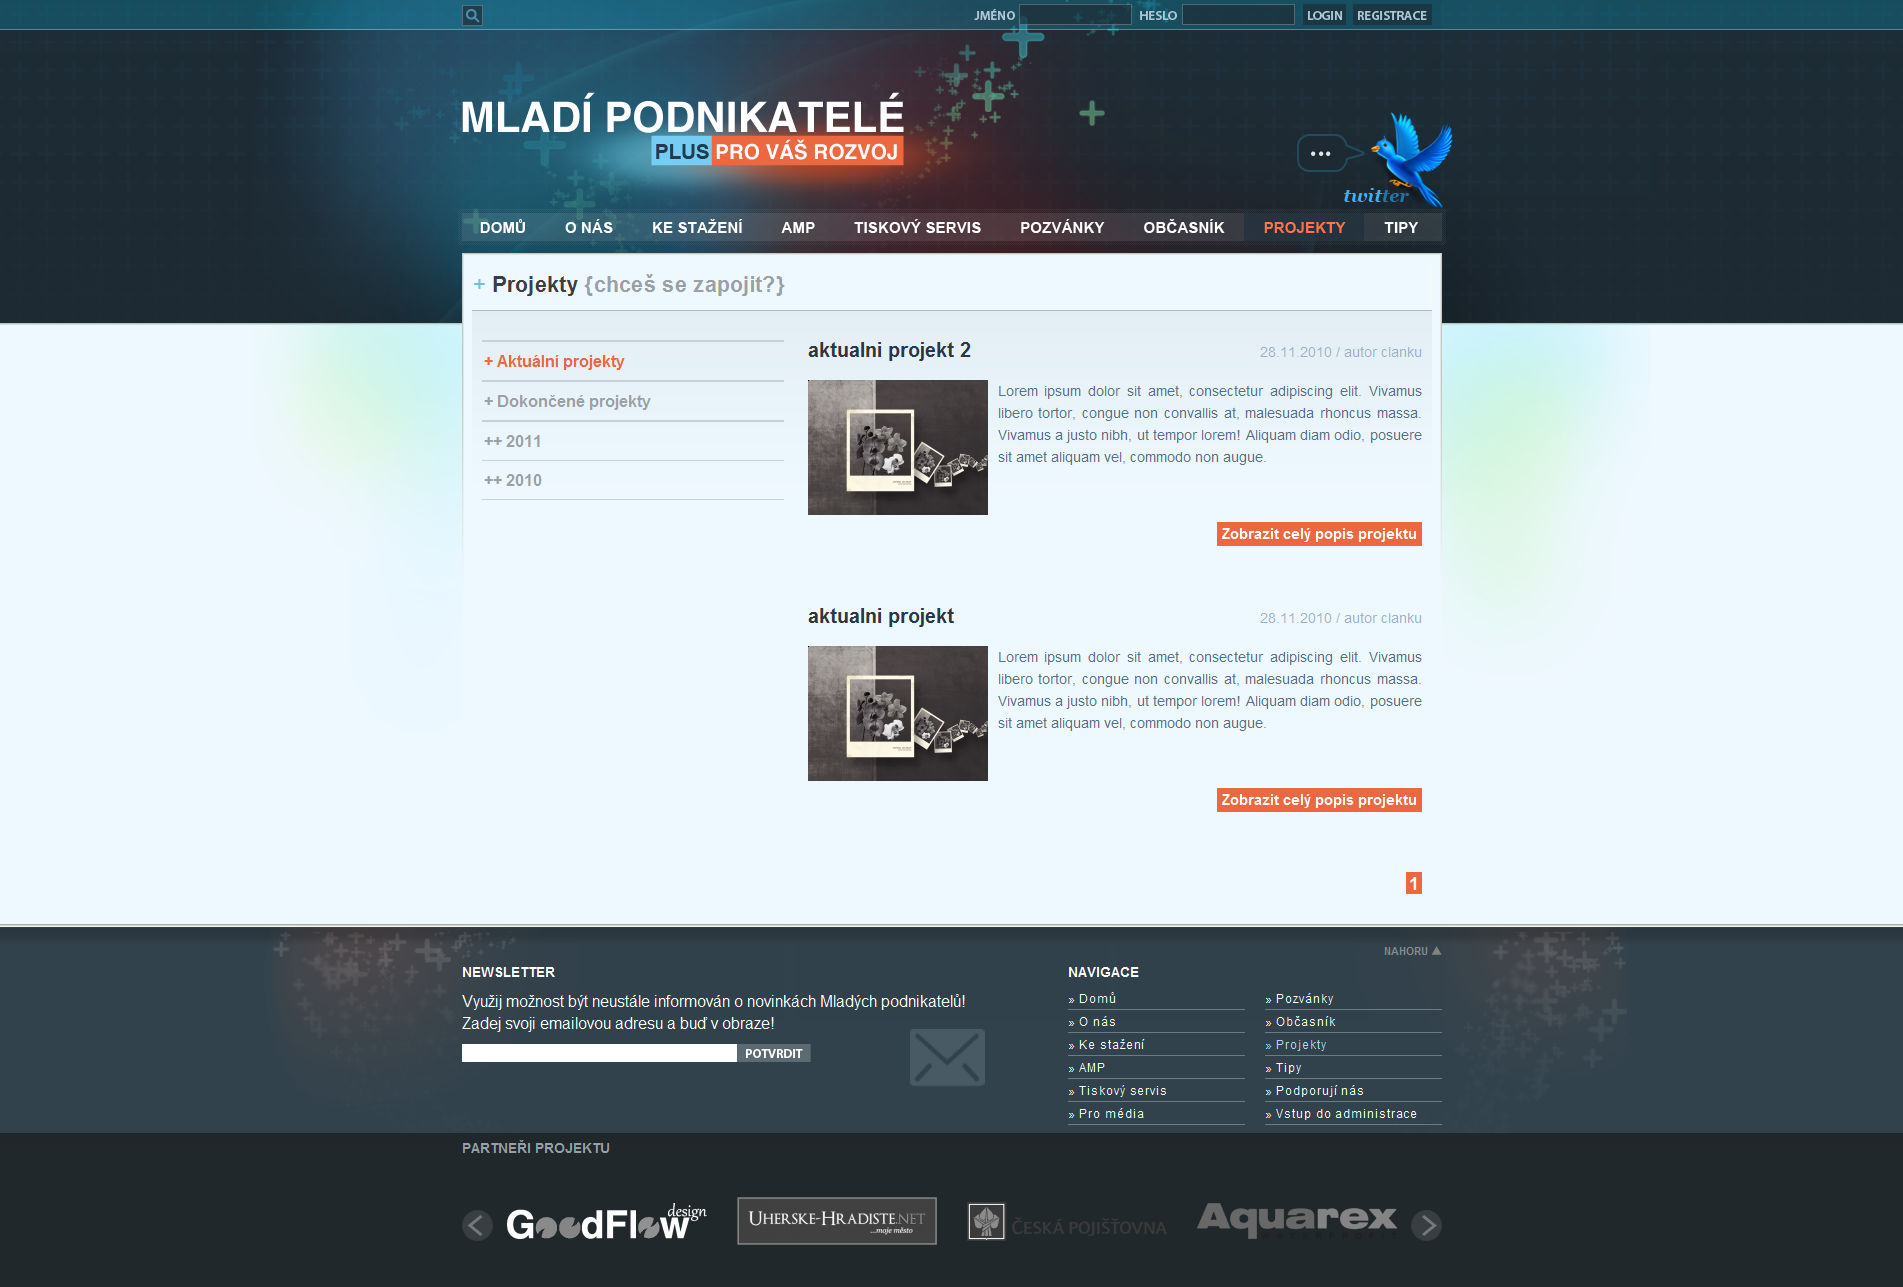 JMÉNO HESLO LOGIN REGISTRACE
MLADÍ PODNIKATELÉ
PLUS PRO VÁŠ ROZVOJ
...
twitter
DOMŮ O NÁS KE STAŽENÍ AMP TISKOVÝ SERVIS POZVÁNKY OBČASNÍK PROJEKTY TIPY
+ Projekty {chceš se zapojit?}
+ Aktuální projekty
+ Dokončené projekty
++ 2011
++ 2010
aktualni projekt 2
28.11.2010 / autor clanku
Lorem ipsum dolor sit amet, consectetur adipiscing elit. Vivamus
libero tortor, congue non convallis at, malesuada rhoncus massa.
Vivamus a justo nibh, ut tempor lorem! Aliquam diam odio, posuere
sit amet aliquam vel, commodo non augue.
Zobrazit celý popis projektu
aktualni projekt
28.11.2010 / autor clanku
Lorem ipsum dolor sit amet, consectetur adipiscing elit. Vivamus
libero tortor, congue non convallis at, malesuada rhoncus massa.
Vivamus a justo nibh, ut tempor lorem! Aliquam diam odio, posuere
sit amet aliquam vel, commodo non augue.
Zobrazit celý popis projektu
1
NAHORU
NEWSLETTER
Využij možnost být neustále informován o novinkách Mladých podnikatelů!
Zadej svoji emailovou adresu a buď v obraze!
POTVRDIT
NAVIGACE
» Domů
» O nás
» Ke stažení
» AMP
» Tiskový servis
» Pro média
» Pozvánky
» Občasník
» Projekty
» Tipy
» Podporují nás
» Vstup do administrace
PARTNEŘI PROJEKTU
GoodFlow design
UHERSKE-HRADISTE.NET
...moje město
ČESKÁ POJIŠŤOVNA
Aquarex